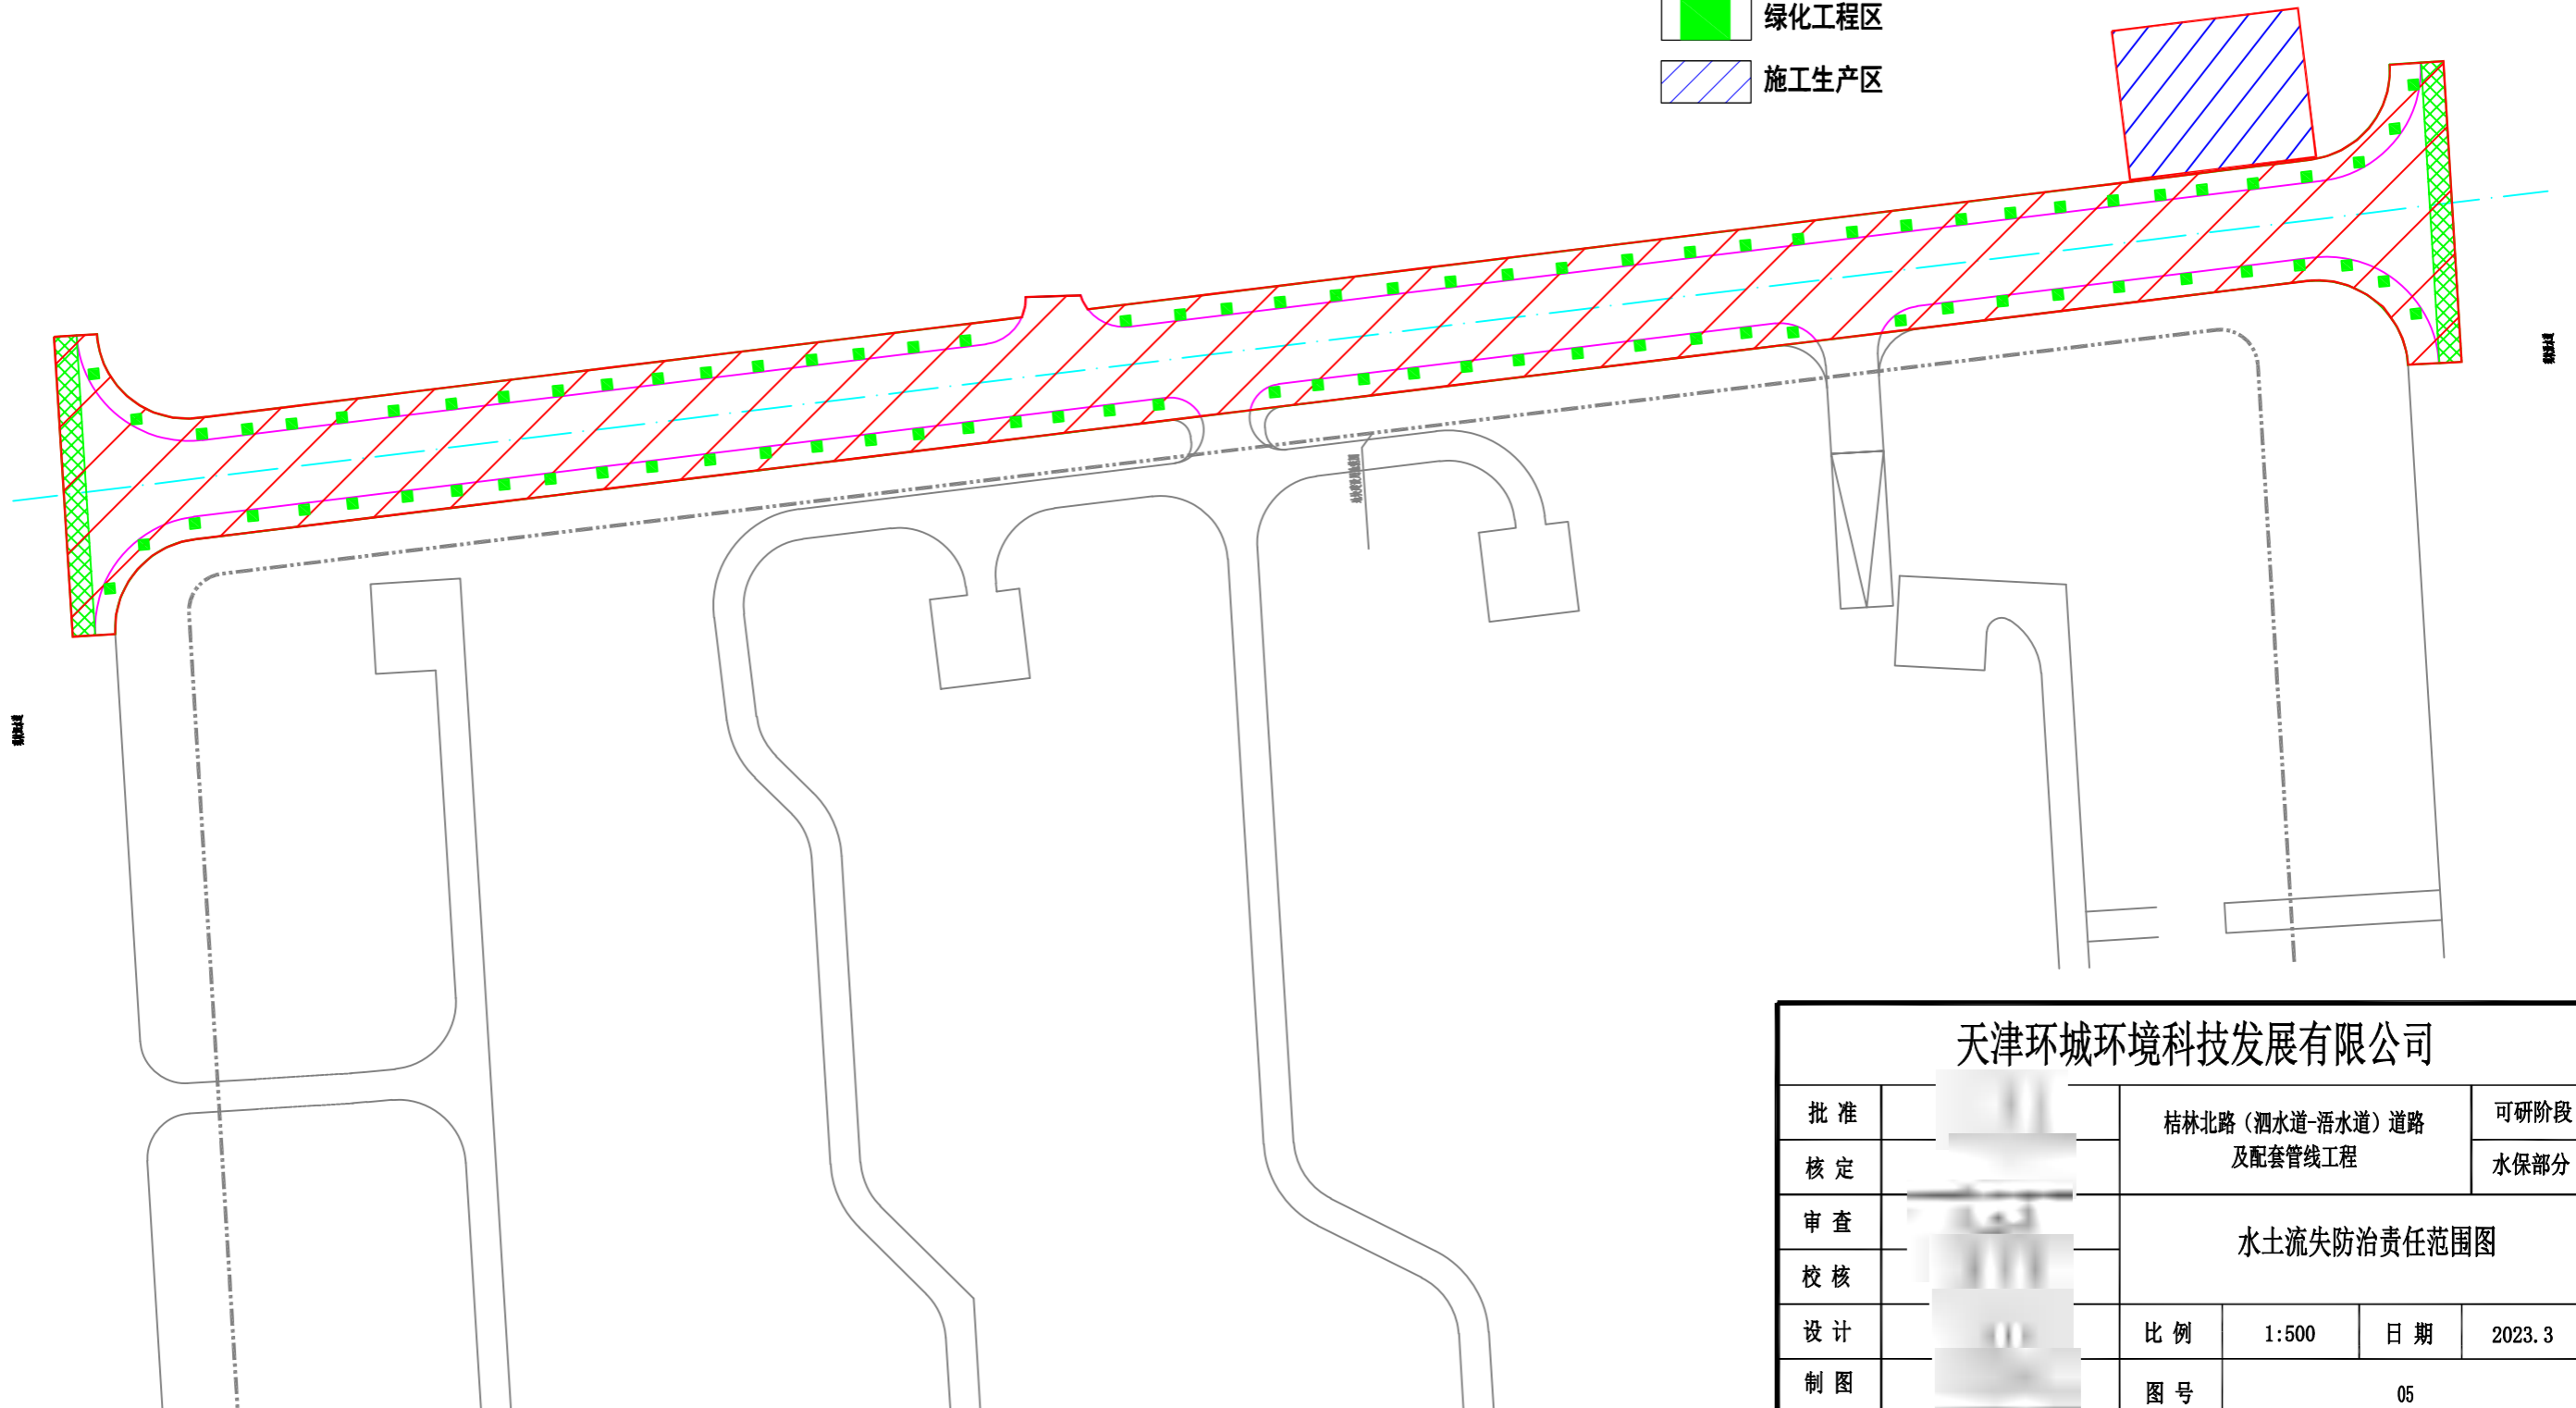 绿化工程区
施工生产区
天津环城环境科技发展有限公司
批 准
桔林北路（泗水道-浯水道）道路
及配套管线工程
可研阶段
核 定
水保部分
审 查
水土流失防治责任范围图
校 核
设 计
比 例
1:500
日 期
2023.3
制 图
图 号
05